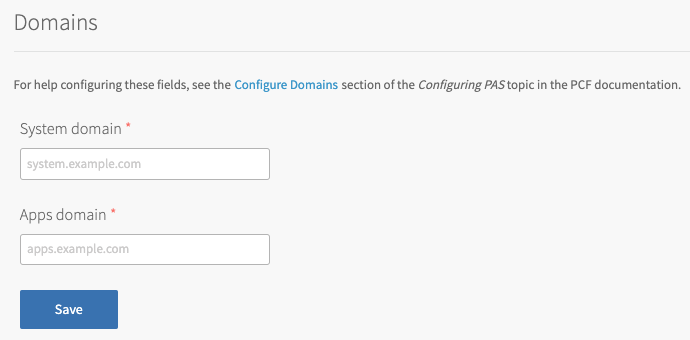 Domains
For help configuring these fields, see the Configure Domains section of the Configuring PAS topic in the PCF documentation.
System domain *
system.example.com
Apps domain *
apps.example.com
Save